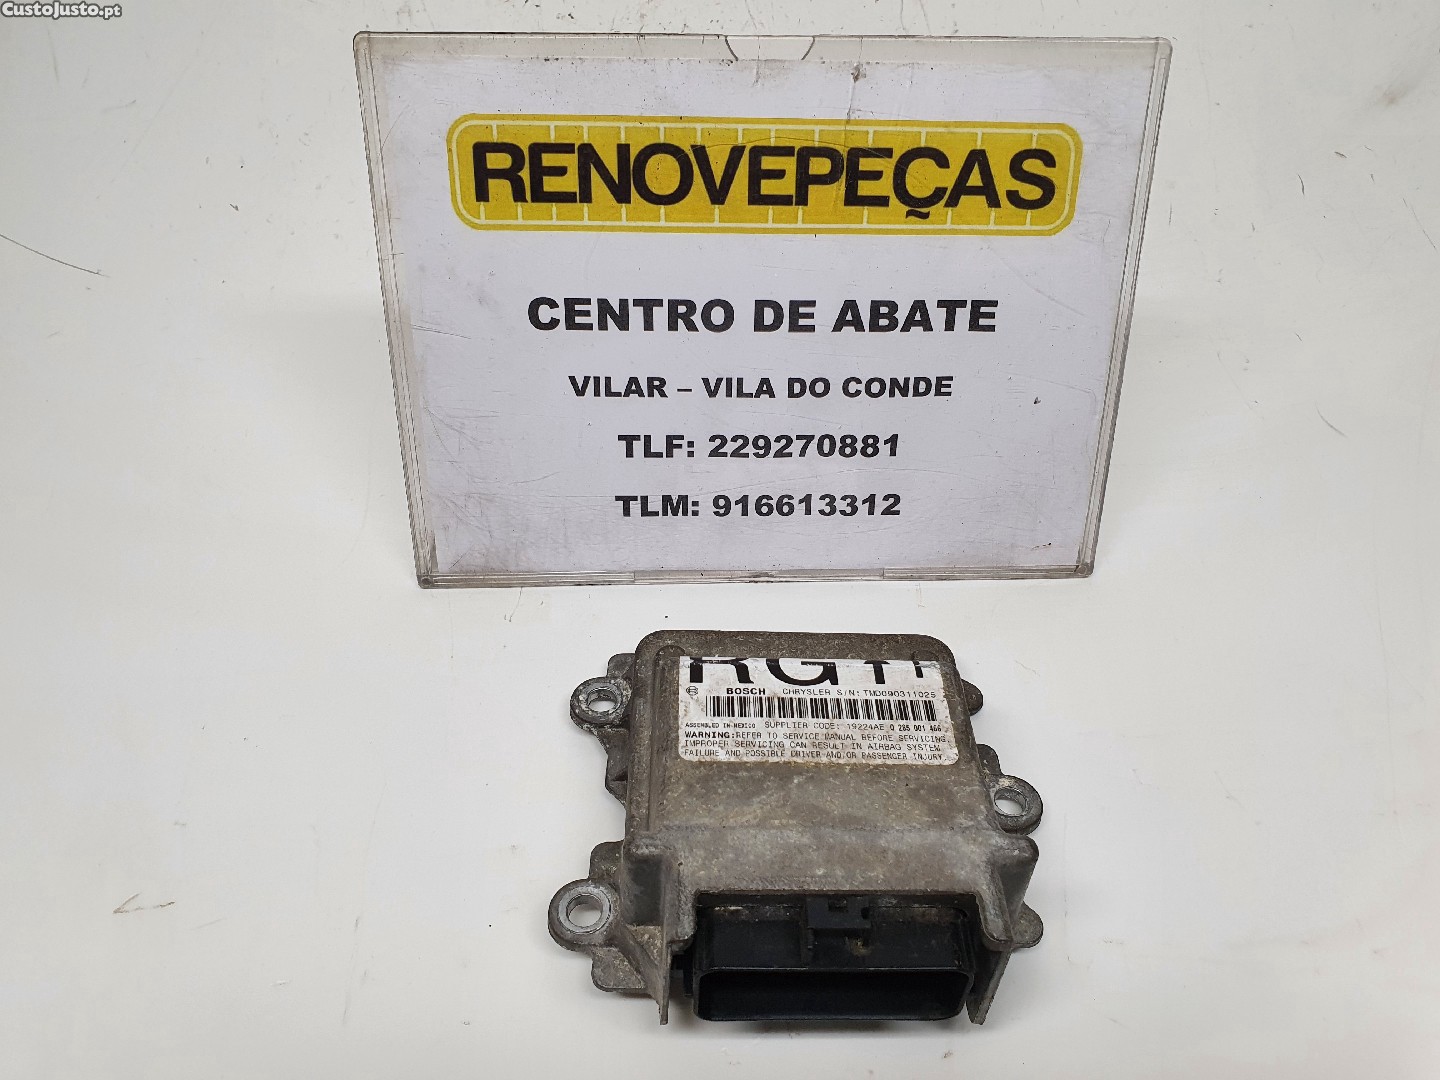 CustoJusto.pt
RENOVEPEÇAS
CENTRO DE ABATE
VILAR – VILA DO CONDE
TLF: 229270881
TLM: 916613312
RG
BOSCH CHRYSLER S/N: TMD090311025
ASSEMBLED IN MEXICO SUPPLIER CODE: 19224AE 0 285 001 466
WARNING: REFER TO SERVICE MANUAL BEFORE SERVICING.
IMPROPER SERVICING CAN RESULT IN AIRBAG SYSTEM
FAILURE AND POSSIBLE DRIVER AND/OR PASSENGER INJURY.